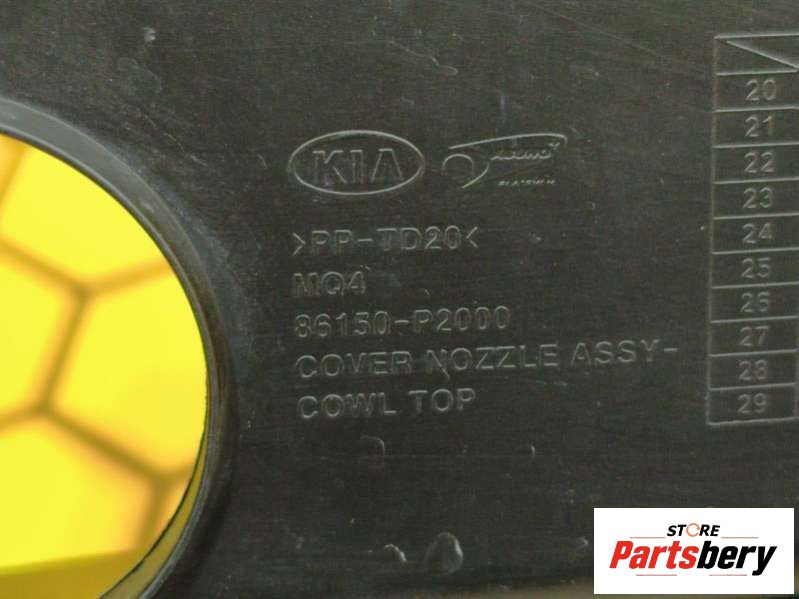 KIA
>PP-TD20<
MQ4
86150-P2000
COVER NOZZLE ASSY-
COWL TOP
20
21
22
23
24
25
26
27
28
29
STORE
Partsbery